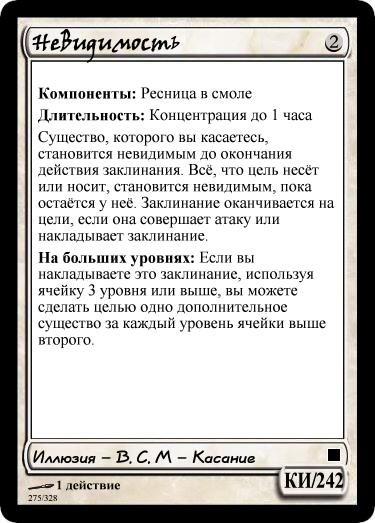 Невидимость 2
Компоненты: Ресница в смоле
Длительность: Концентрация до 1 часа
Существо, которого вы касаетесь,
становится невидимым до окончания
действия заклинания. Всё, что цель несёт
или носит, становится невидимым, пока
остаётся у неё. Заклинание оканчивается на
цели, если она совершает атаку или
накладывает заклинание.
На больших уровнях: Если вы
накладываете это заклинание, используя
ячейку 3 уровня или выше, вы можете
сделать целью одно дополнительное
существо за каждый уровень ячейки выше
второго.
Иллюзия – В, С, М – Касание
1 действие
КИ/242
275/328